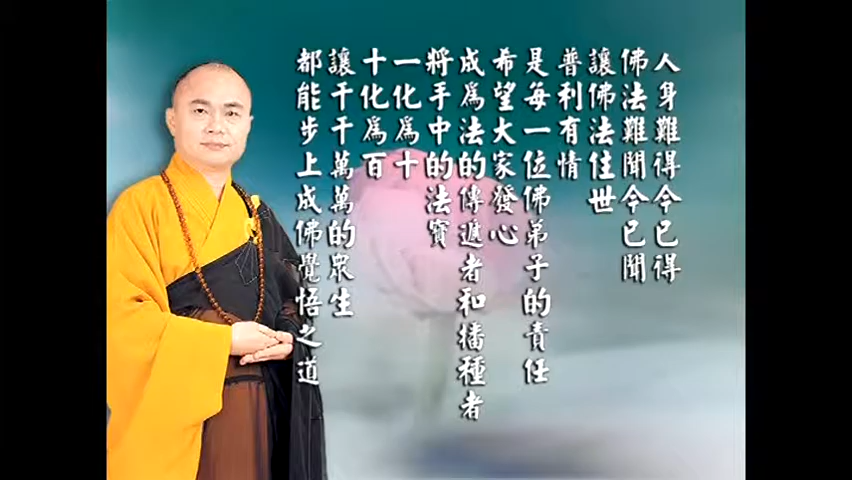 人身難得今已得
佛法難聞今已聞
讓佛法住世
普利有情
是每一位佛弟子的責任
希望大家發心
成為法的傳遞者和播種者
將手中的法寶
一化為十
十化為百
讓千千萬萬的眾生
都能步上成佛覺悟之道